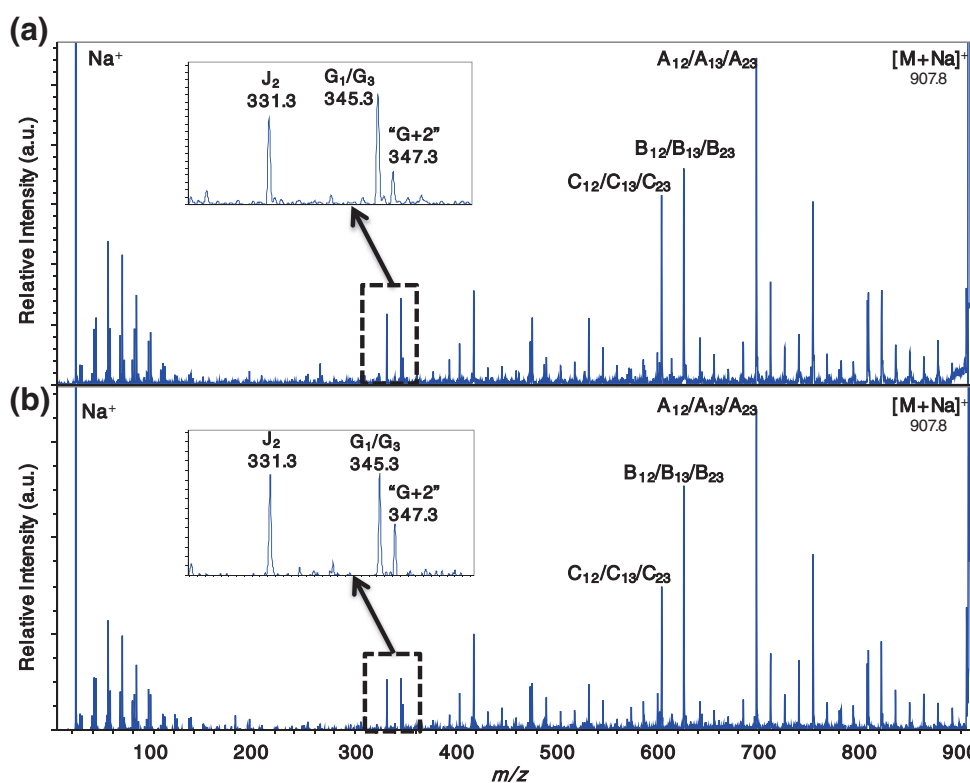 (a)
Na⁺
J₂
331.3
G₁/G₃
345.3
“G+2”
347.3
A₁₂/A₁₃/A₂₃
B₁₂/B₁₃/B₂₃
C₁₂/C₁₃/C₂₃
[M+Na]⁺
907.8
Relative Intensity (a.u.)
(b)
Na⁺
J₂
331.3
G₁/G₃
345.3
“G+2”
347.3
A₁₂/A₁₃/A₂₃
B₁₂/B₁₃/B₂₃
C₁₂/C₁₃/C₂₃
[M+Na]⁺
907.8
Relative Intensity (a.u.)
100 200 300 400 500 600 700 800 900
m/z